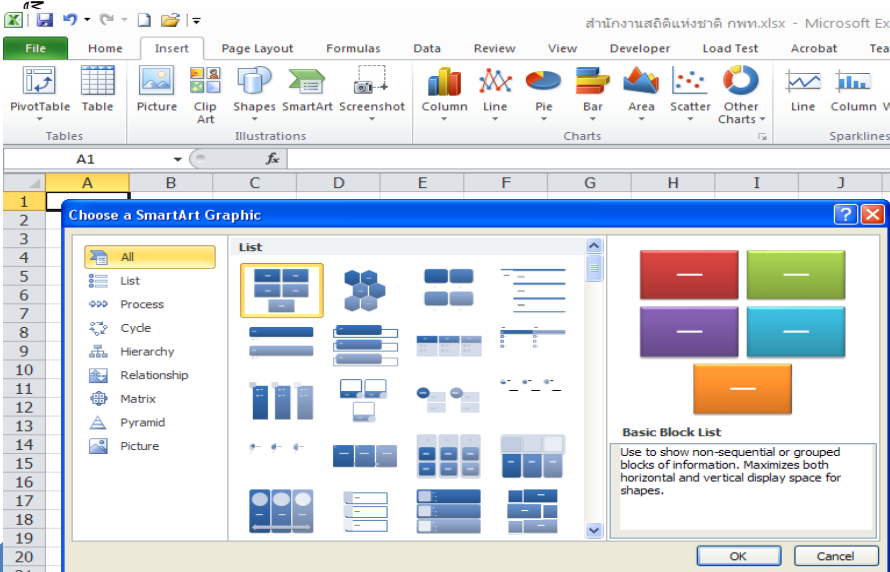 สำนักงานสถิติแห่งชาติ กพท.xlsx - Microsoft Ex
File Home Insert Page Layout Formulas Data Review View Developer Load Test Acrobat Tea
PivotTable Table Picture Clip Art Shapes SmartArt Screenshot Column Line Pie Bar Area Scatter Other Charts Line Column W
Tables Illustrations Charts Sparklines
A1 fx
A B C D E F G H I J
1
2
Choose a SmartArt Graphic
3
4
5
6
7
8
9
10
11
12
13
14
15
16
17
18
19
20
21
All
List
Process
Cycle
Hierarchy
Relationship
Matrix
Pyramid
Picture
List
Basic Block List
Use to show non-sequential or grouped
blocks of information. Maximizes both
horizontal and vertical display space for
shapes.
OK Cancel